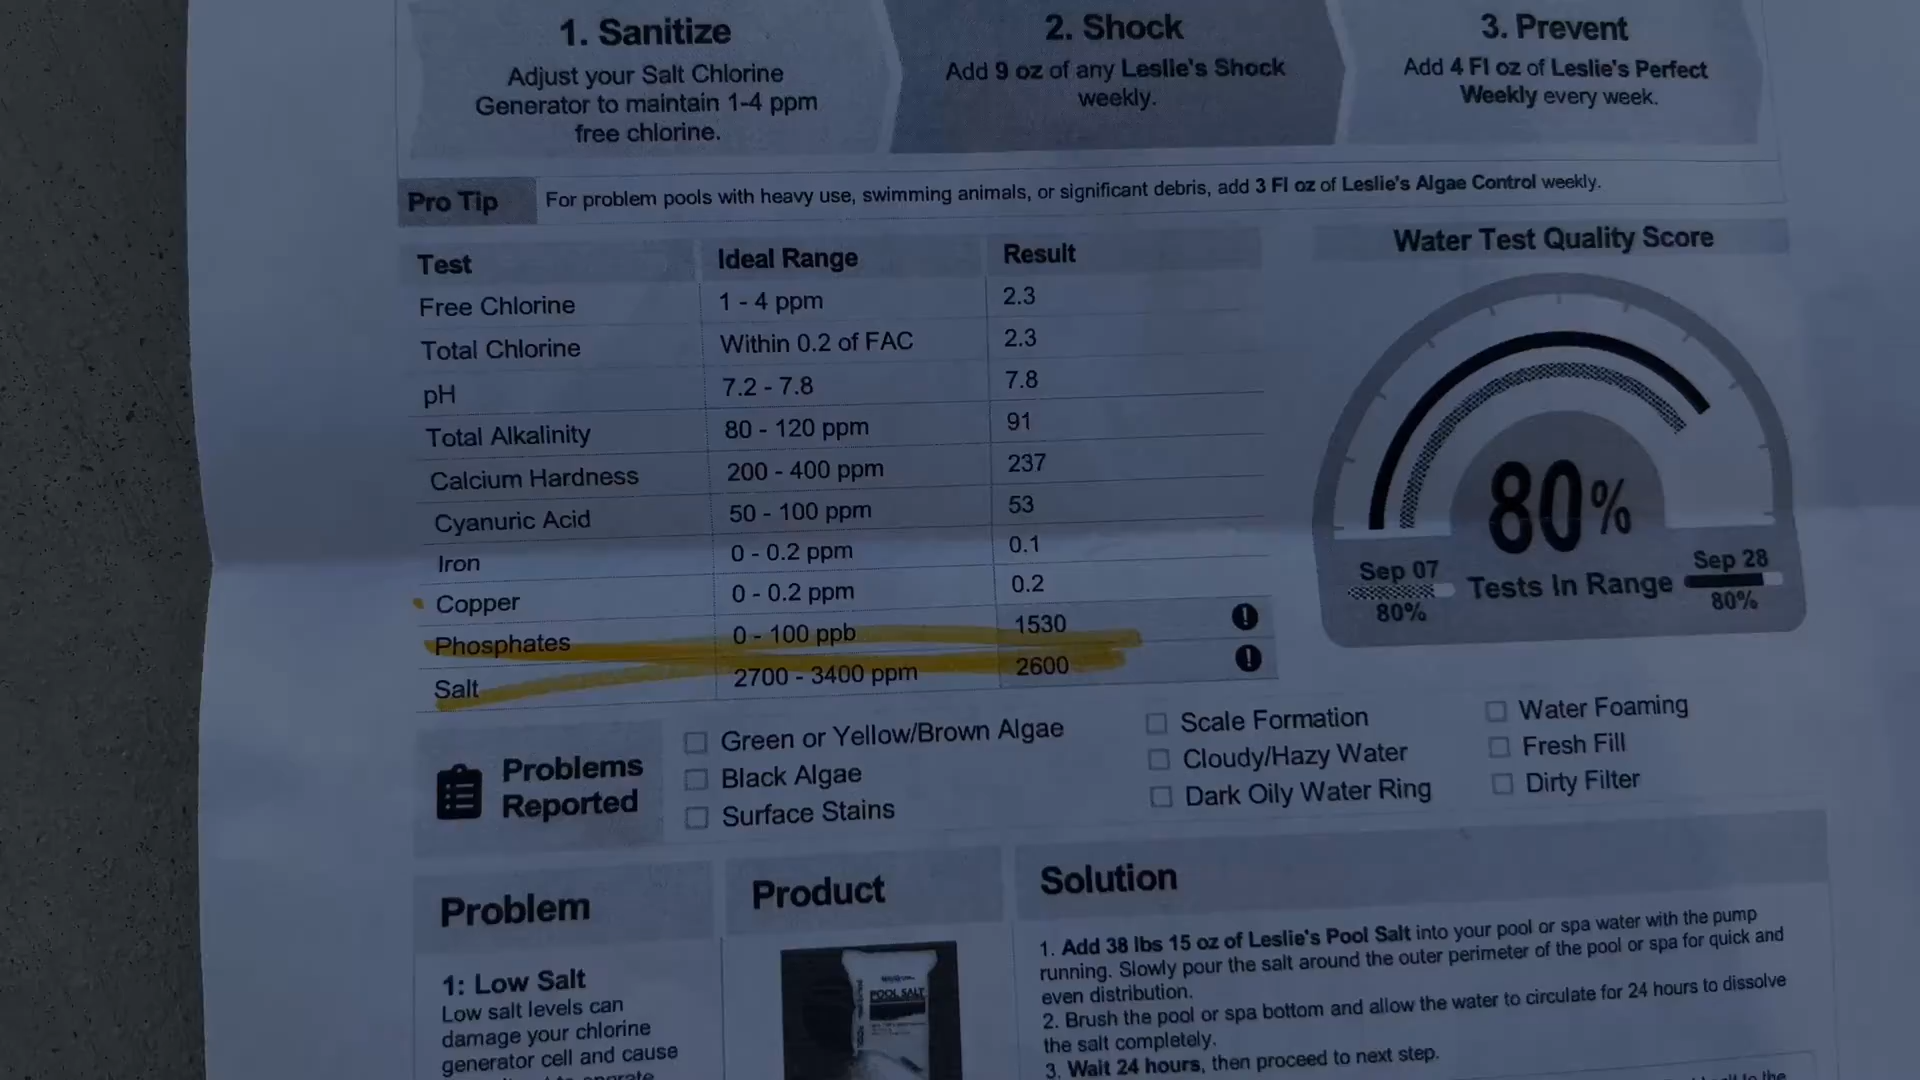 1. Sanitize
Adjust your Salt Chlorine
Generator to maintain 1-4 ppm
free chlorine.
2. Shock
Add 9 oz of any Leslie's Shock
weekly.
3. Prevent
Add 4 Fl oz of Leslie's Perfect
Weekly every week.
Pro Tip For problem pools with heavy use, swimming animals, or significant debris, add 3 Fl oz of Leslie's Algae Control weekly.
Test Ideal Range Result
Free Chlorine 1 - 4 ppm 2.3
Total Chlorine Within 0.2 of FAC 2.3
pH 7.2 - 7.8 7.8
Total Alkalinity 80 - 120 ppm 91
Calcium Hardness 200 - 400 ppm 237
Cyanuric Acid 50 - 100 ppm 53
Iron 0 - 0.2 ppm 0.1
Copper 0 - 0.2 ppm 0.2
Phosphates 0 - 100 ppb 1530 !
Salt 2700 - 3400 ppm 2600 !
Water Test Quality Score
80%
Tests In Range
Sep 07
80%
Sep 28
80%
Problems
Reported
Green or Yellow/Brown Algae
Black Algae
Surface Stains
Scale Formation
Cloudy/Hazy Water
Dark Oily Water Ring
Water Foaming
Fresh Fill
Dirty Filter
Problem
1: Low Salt
Low salt levels can
damage your chlorine
generator cell and cause
Product
POOL SALT
Solution
1. Add 38 lbs 15 oz of Leslie's Pool Salt into your pool or spa water with the pump
running. Slowly pour the salt around the outer perimeter of the pool or spa for quick and
even distribution.
2. Brush the pool or spa bottom and allow the water to circulate for 24 hours to dissolve
the salt completely.
3. Wait 24 hours, then proceed to next step.